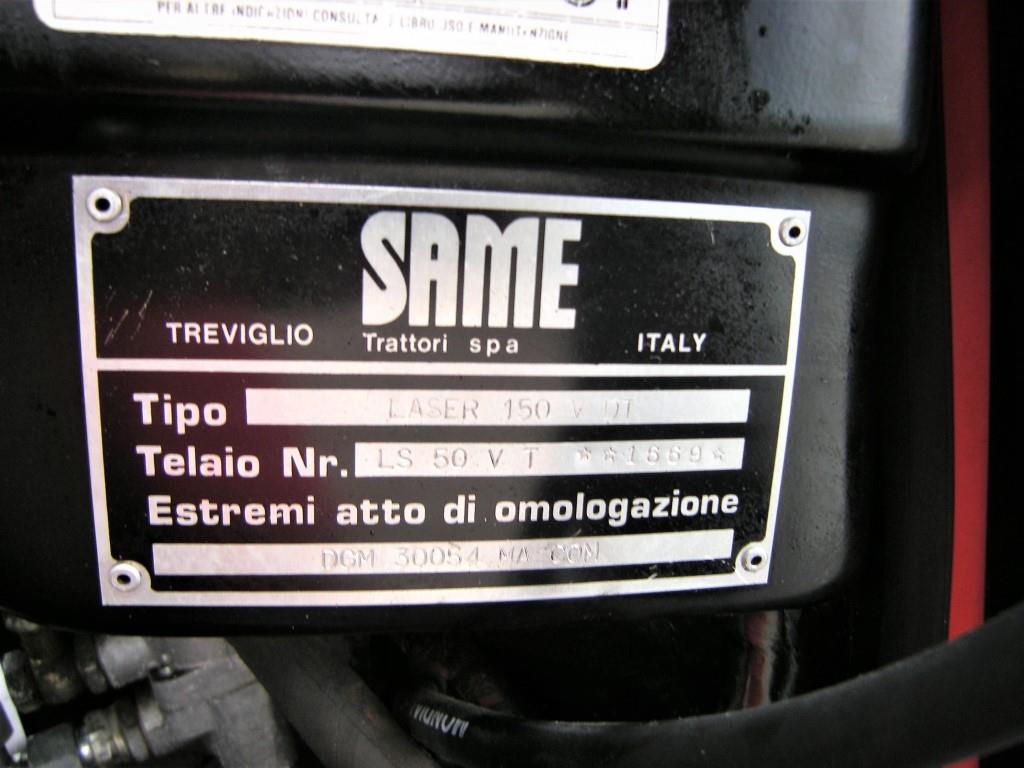 PER ALTRE INDICAZIONI CONSULTA LIBRO USO E MANUTENZIONE
SAME
TREVIGLIO Trattori spa ITALY
Tipo LASER 150 V DT
Telaio Nr. LS 50 V T **1669*
Estremi atto di omologazione
DGM 30054 MA CON